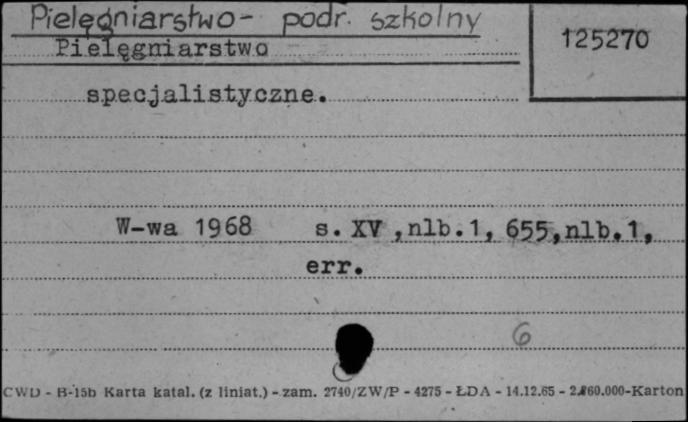 Pielęgniarstwo - podr. szkolny
125270
Pielęgniarstwo
specjalistyczne.
W-wa 1968 s. XV ,nlb.1, 655,nlb.1,
err.
6
CWD - B-15b Karta katal. (z liniat.) - zam. 2740/ZW/P - 4275 - ŁDA - 14.12.65 - 2.860.000-Karton